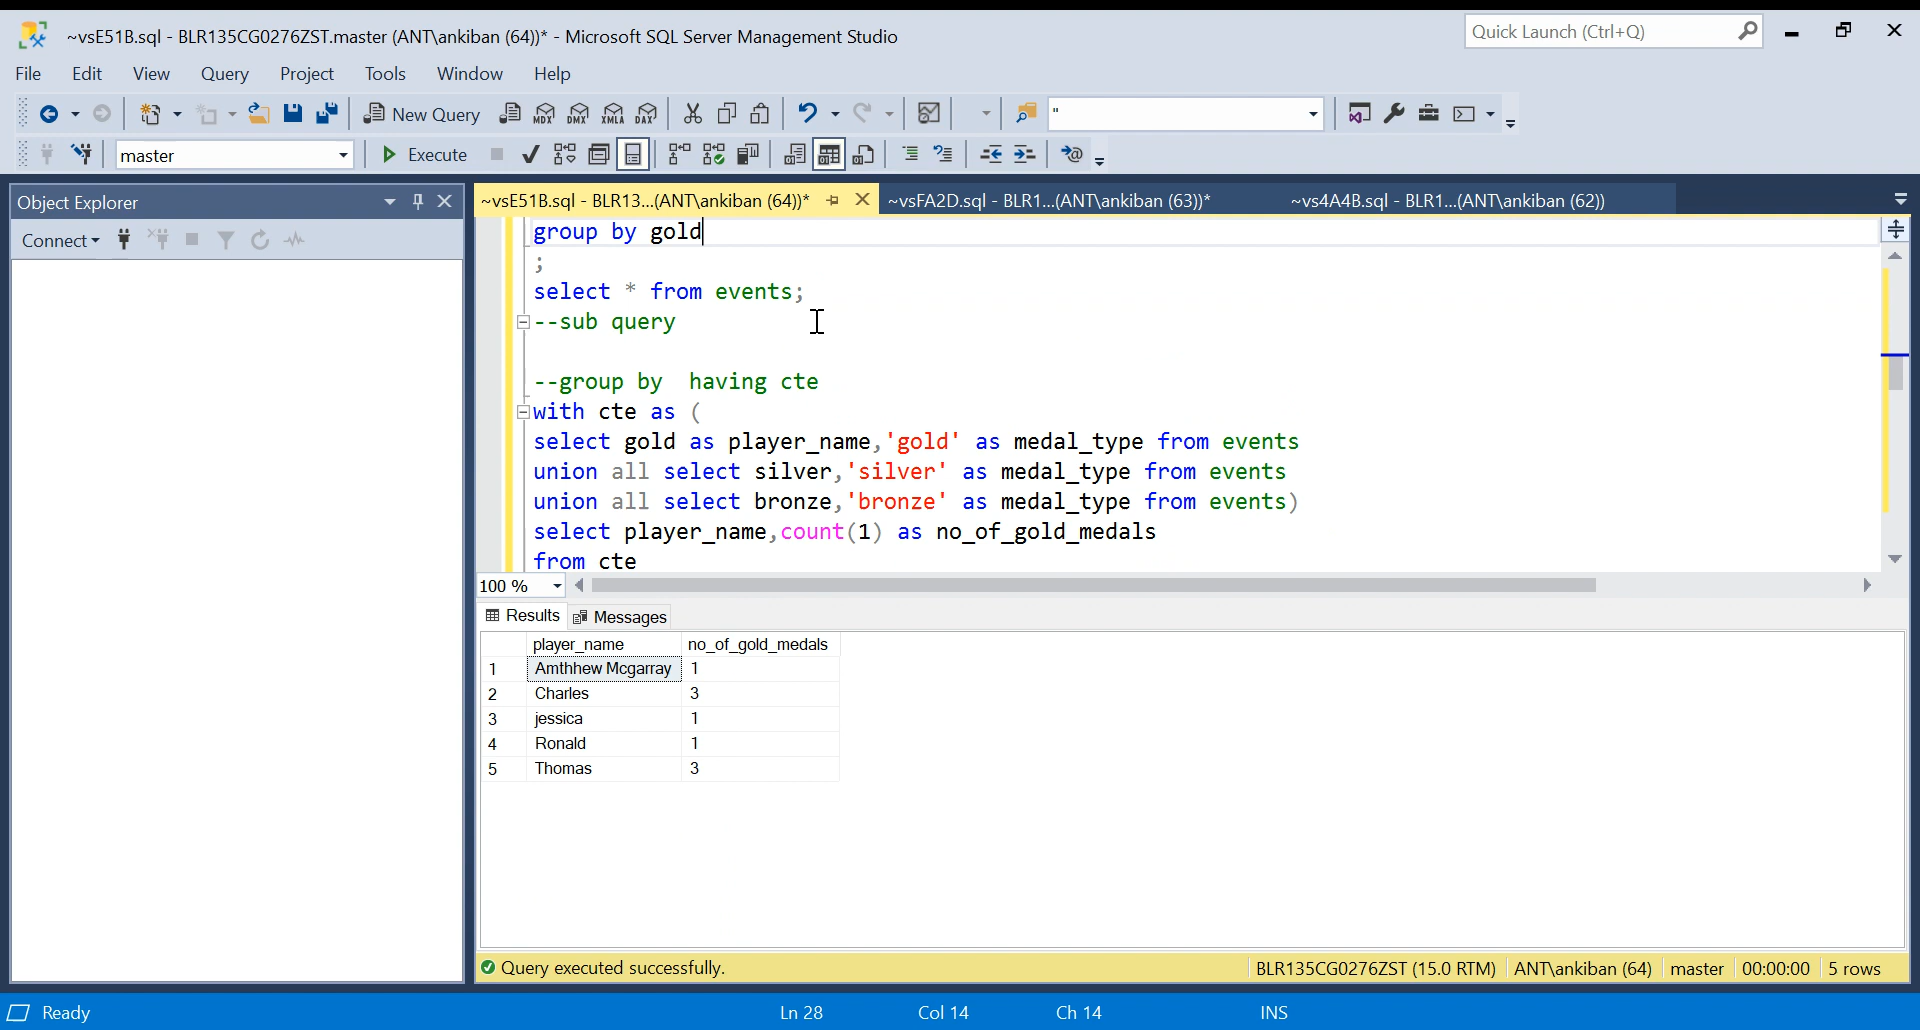 ~vsE51B.sql - BLR135CG0276ZST.master (ANT\ankiban (64))* - Microsoft SQL Server Management Studio
Quick Launch (Ctrl+Q)
File Edit View Query Project Tools Window Help
New Query MDX DMX XMLA DAX "
master Execute
Object Explorer
Connect
~vsE51B.sql - BLR13...(ANT\ankiban (64))* ~vsFA2D.sql - BLR1...(ANT\ankiban (63))* ~vs4A4B.sql - BLR1...(ANT\ankiban (62))
group by gold
;
select * from events;
--sub query
--group by  having cte
with cte as (
select gold as player_name,'gold' as medal_type from events
union all select silver,'silver' as medal_type from events
union all select bronze,'bronze' as medal_type from events)
select player_name,count(1) as no_of_gold_medals
from cte
100 %
Results Messages
player_name no_of_gold_medals
1 Amthhew Mcgarray 1
2 Charles 3
3 jessica 1
4 Ronald 1
5 Thomas 3
Query executed successfully. BLR135CG0276ZST (15.0 RTM) ANT\ankiban (64) master 00:00:00 5 rows
Ready Ln 28 Col 14 Ch 14 INS